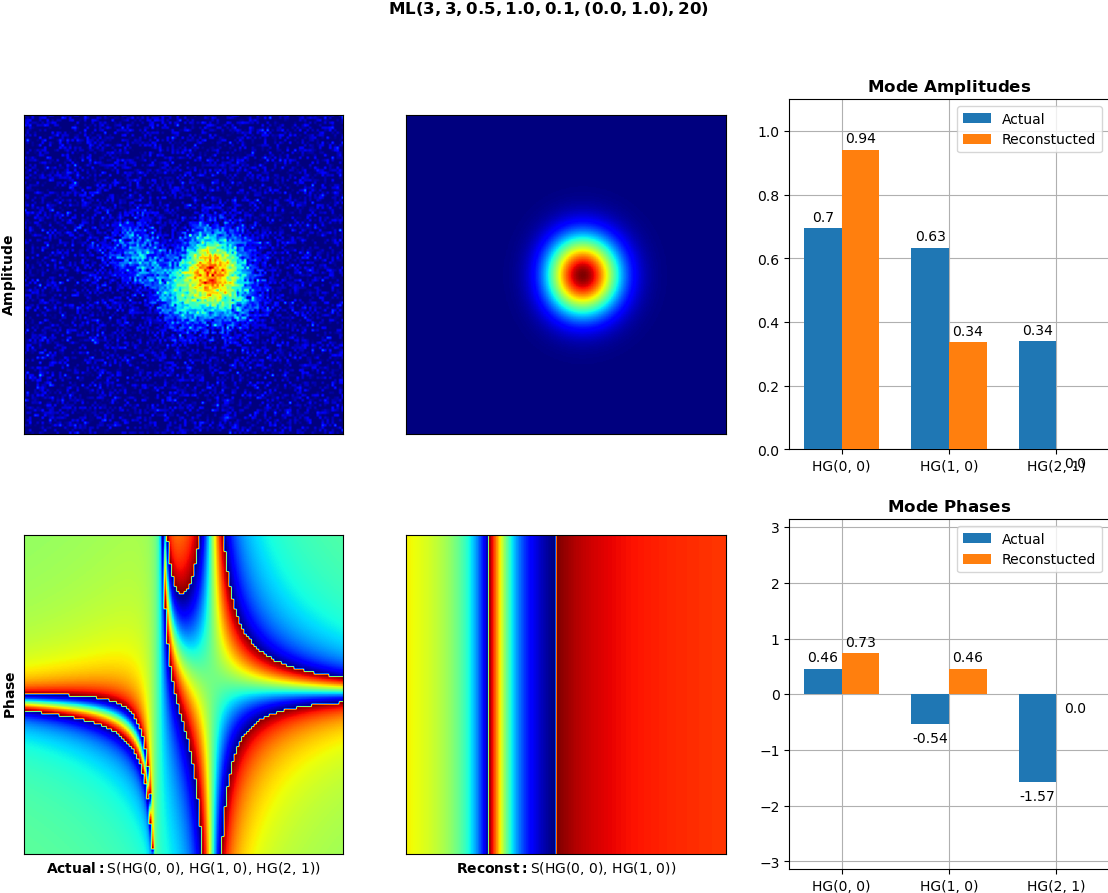 ML(3, 3, 0.5, 1.0, 0.1, (0.0, 1.0), 20)
Amplitude
Mode Amplitudes
Actual
Reconstucted
1.0
0.8
0.6
0.4
0.2
0.0
0.7
0.94
0.63
0.34
0.34
0.0
HG(0, 0)
HG(1, 0)
HG(2, 1)
Phase
Actual: S(HG(0, 0), HG(1, 0), HG(2, 1))
Reconst: S(HG(0, 0), HG(1, 0))
Mode Phases
Actual
Reconstucted
3
2
1
0
−1
−2
−3
0.46
0.73
-0.54
0.46
-1.57
0.0
HG(0, 0)
HG(1, 0)
HG(2, 1)